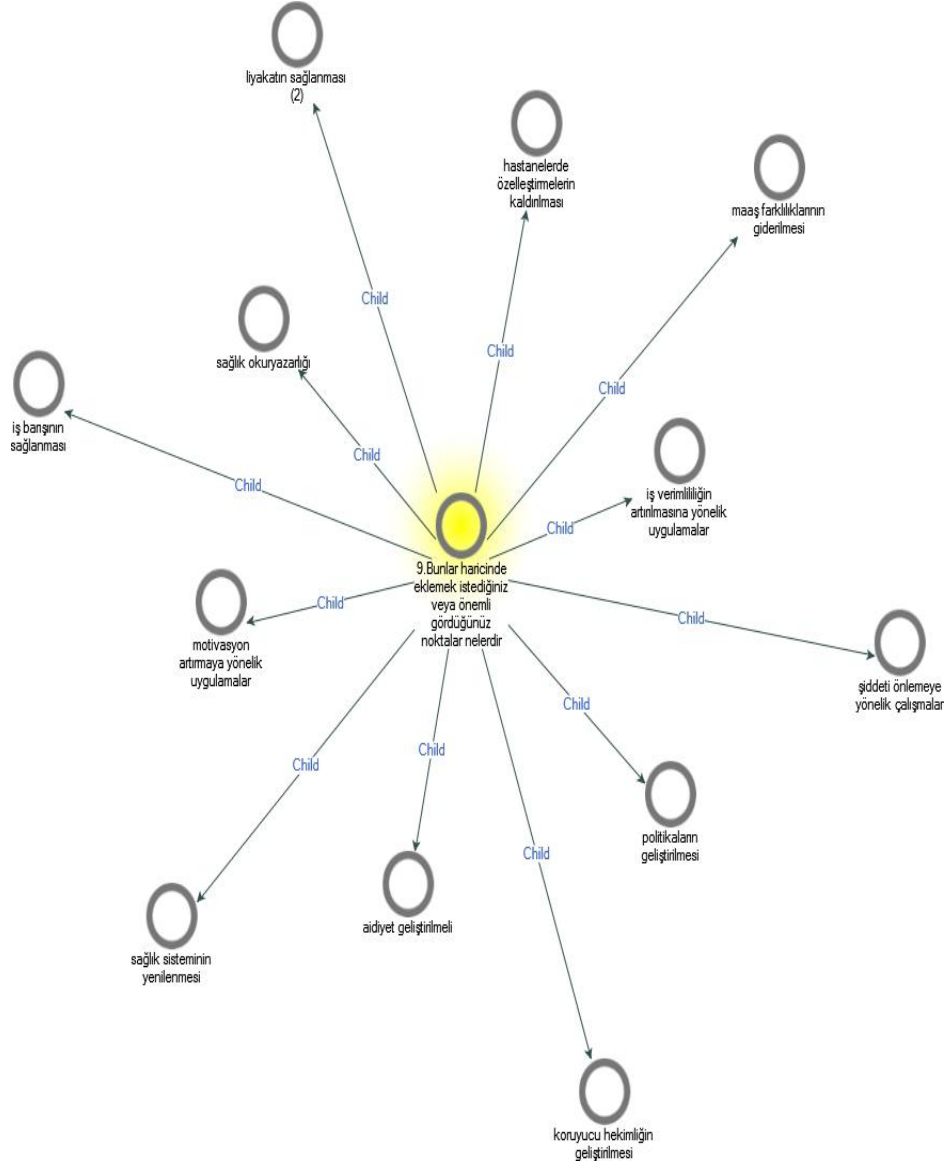 liyakatın sağlanması
(2)
hastanelerde
özelleştirmelerin
kaldırılması
maaş farklılıklarının
giderilmesi
Child
sağlık okuryazarlığı
Child
Child
iş barışının
sağlanması
Child
Child
iş verimlililiğin
artırılmasına yönelik
uygulamalar
Child
9.Bunlar haricinde
eklemek istediğiniz
veya önemli
gördüğünüz
noktalar nelerdir
Child
motivasyon
artırmaya yönelik
uygulamalar
Child
şiddeti önlemeye
yönelik çalışmalar
Child
Child
Child
politikaların
geliştirilmesi
Child
aidiyet geliştirilmeli
sağlık sisteminin
yenilenmesi
koruyucu hekimliğin
geliştirilmesi